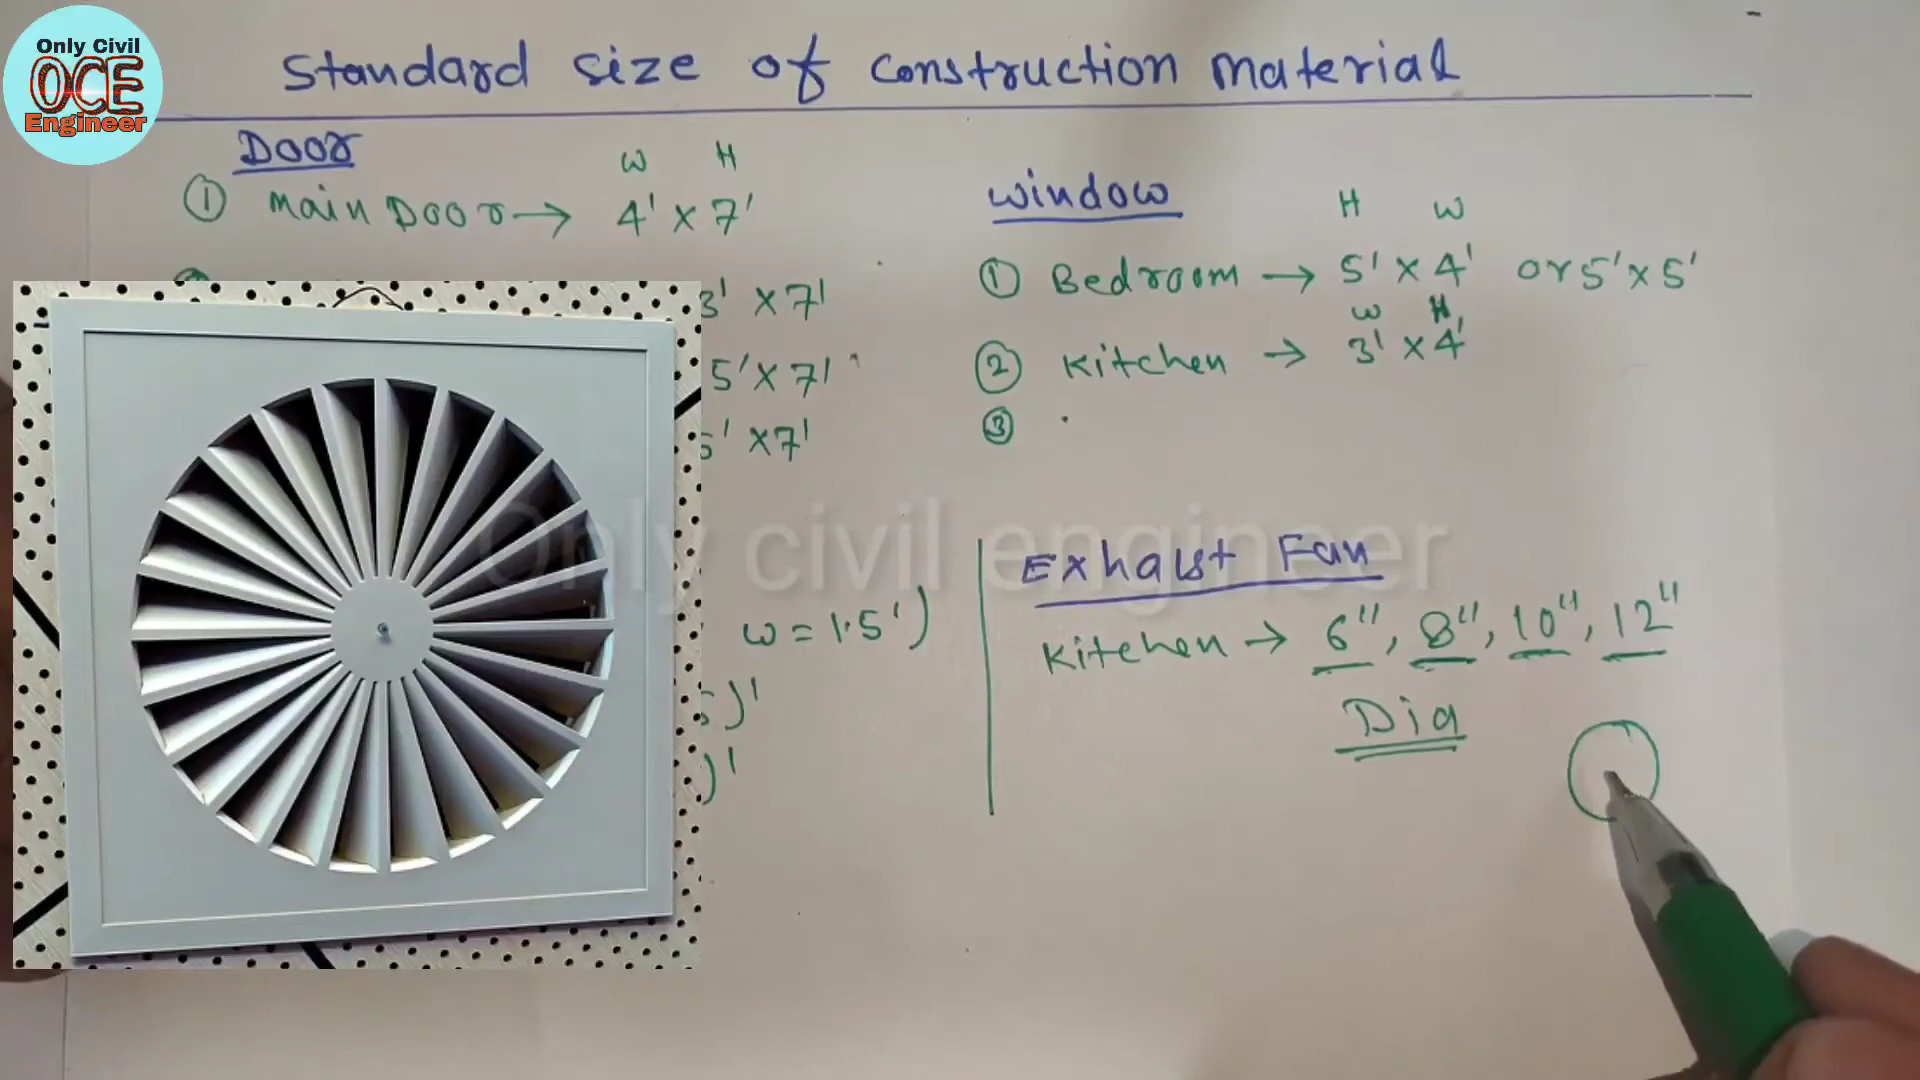 Only Civil
OCE
Engineer
Standard size of construction material
Door
W H
① Main Door → 4' x 7'
3' x 7'
5' x 7'
5' x 7'
w = 1.5')
)'
)'
Window
H W
① Bedroom → 5' x 4' or 5' x 5'
W H
② Kitchen → 3' x 4'
③
Only civil engineer
Exhaust Fan
Kitchen → 6", 8", 10", 12"
Dia